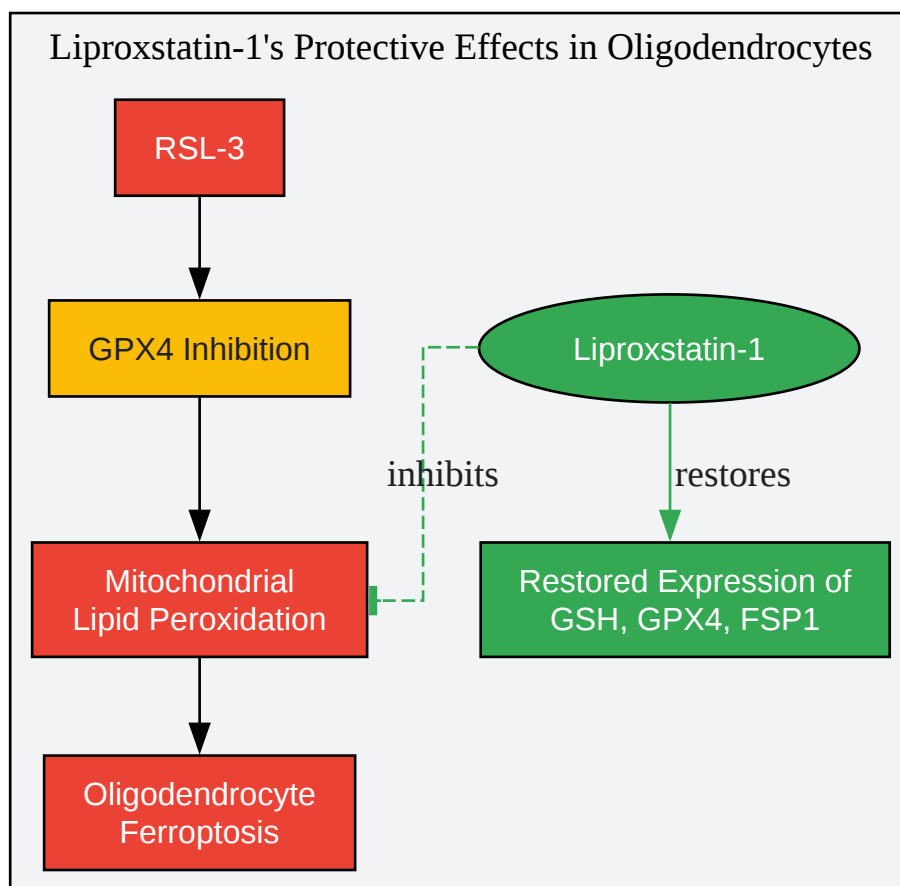 Liproxstatin-1's Protective Effects in Oligodendrocytes
RSL-3
GPX4 Inhibition
Liproxstatin-1
inhibits
restores
Mitochondrial
Lipid Peroxidation
Restored Expression of
GSH, GPX4, FSP1
Oligodendrocyte
Ferroptosis